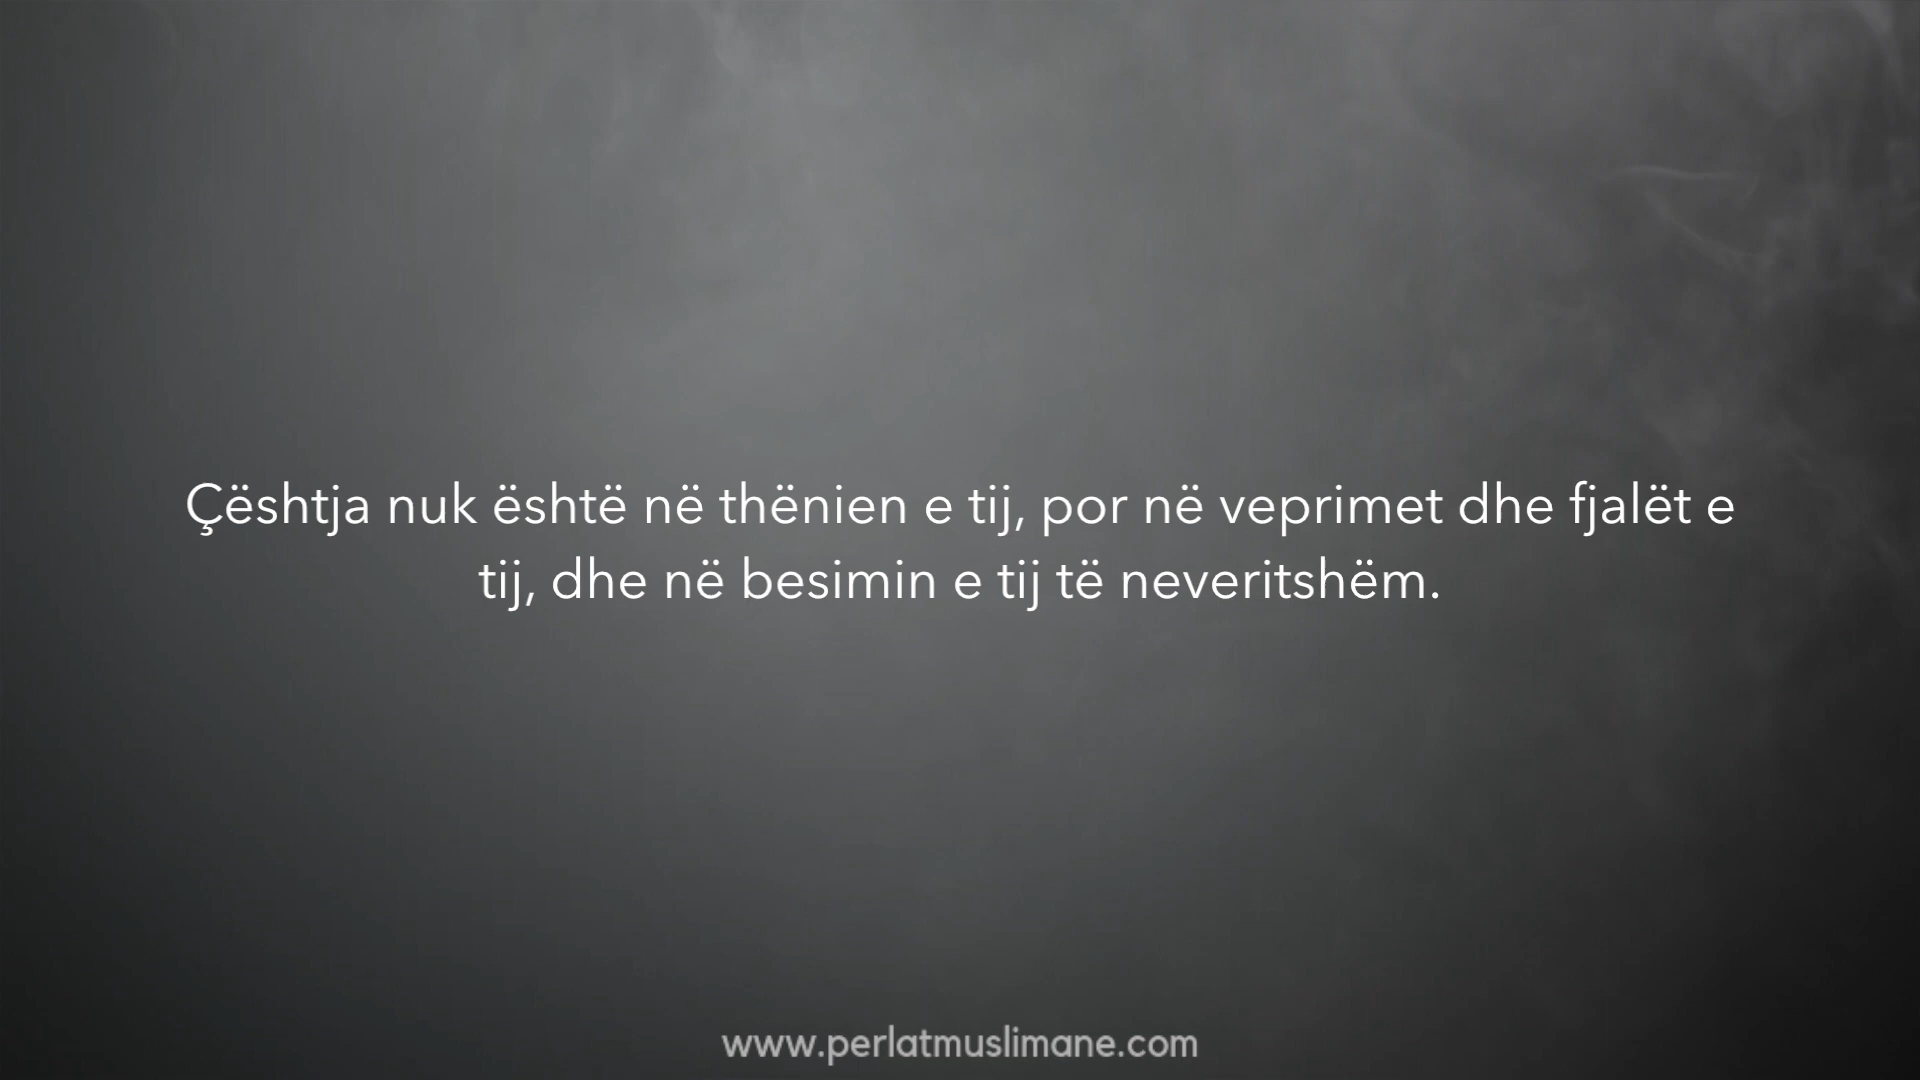 Çështja nuk është në thënien e tij, por në veprimet dhe fjalët e
tij, dhe në besimin e tij të neveritshëm.
www.perlatmuslimane.com